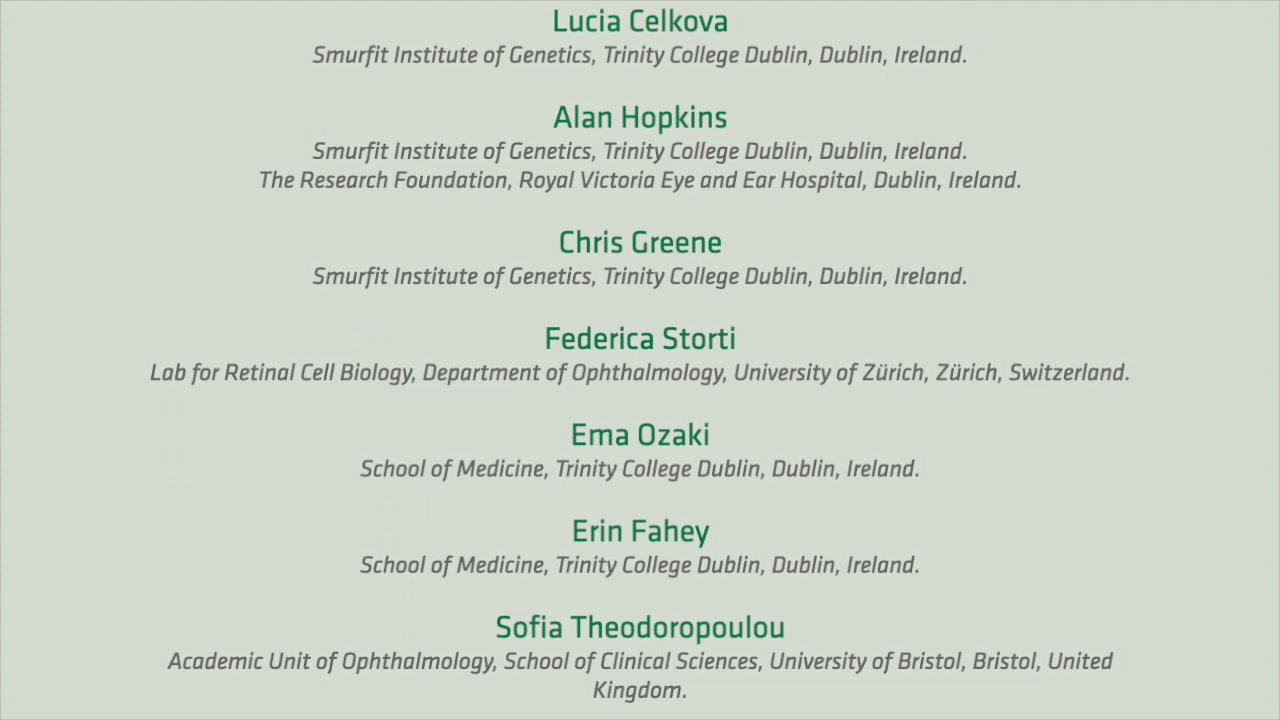 Lucia Celkova
Smurfit Institute of Genetics, Trinity College Dublin, Dublin, Ireland.
Alan Hopkins
Smurfit Institute of Genetics, Trinity College Dublin, Dublin, Ireland.
The Research Foundation, Royal Victoria Eye and Ear Hospital, Dublin, Ireland.
Chris Greene
Smurfit Institute of Genetics, Trinity College Dublin, Dublin, Ireland.
Federica Storti
Lab for Retinal Cell Biology, Department of Ophthalmology, University of Zürich, Zürich, Switzerland.
Ema Ozaki
School of Medicine, Trinity College Dublin, Dublin, Ireland.
Erin Fahey
School of Medicine, Trinity College Dublin, Dublin, Ireland.
Sofia Theodoropoulou
Academic Unit of Ophthalmology, School of Clinical Sciences, University of Bristol, Bristol, United
Kingdom.